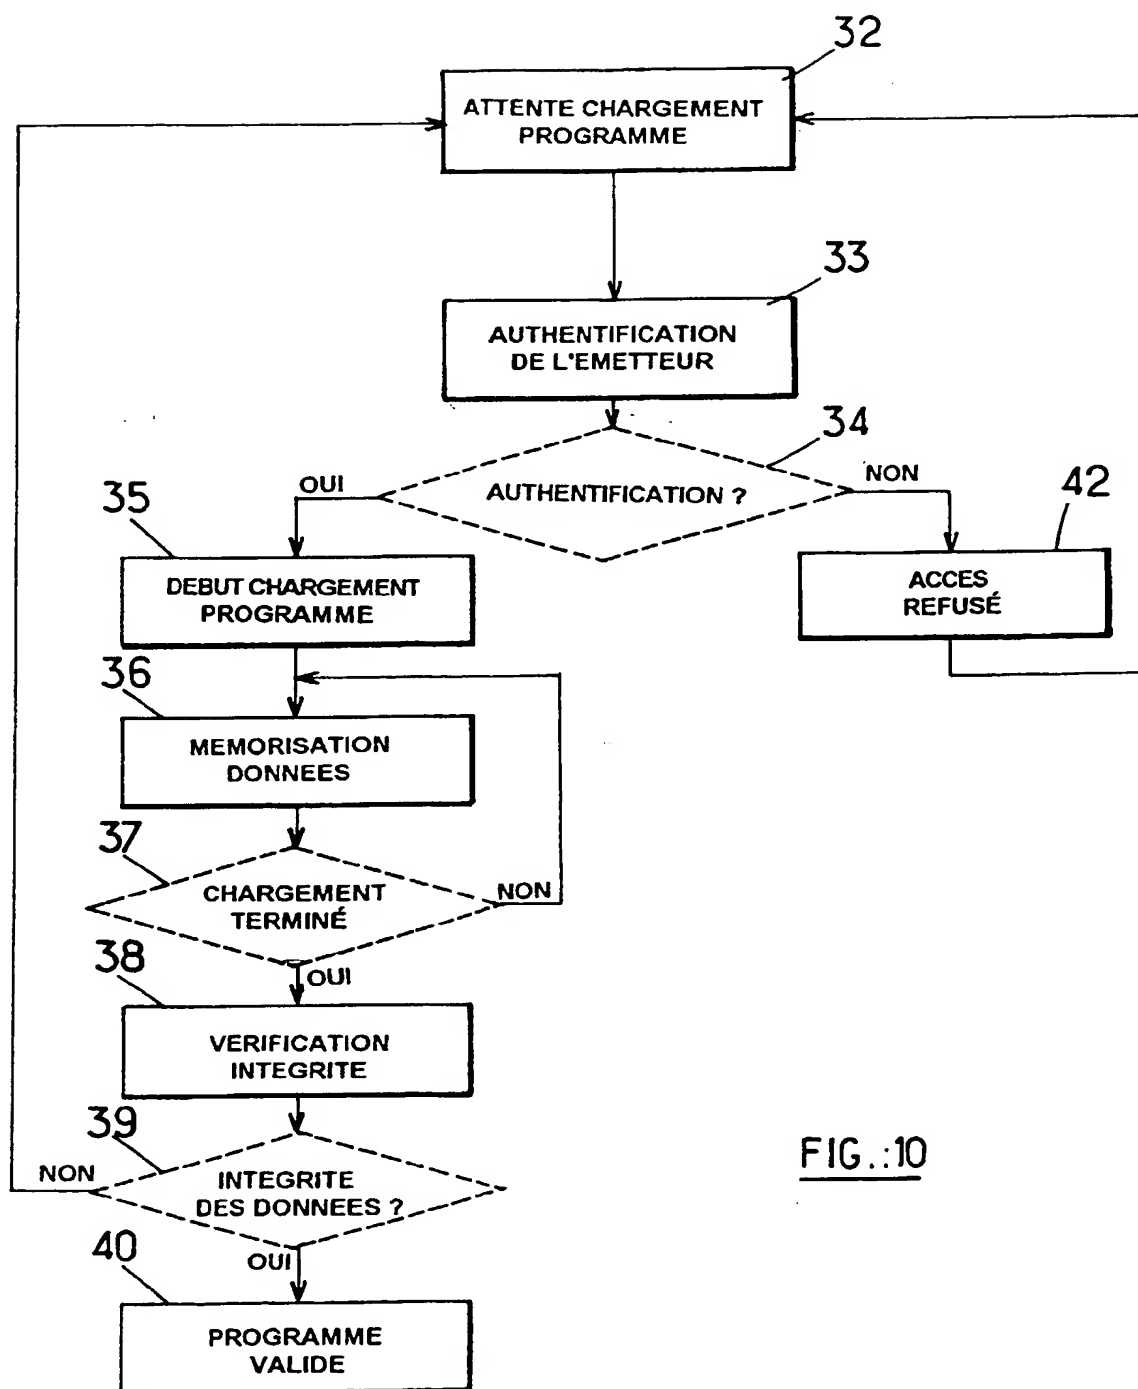 32
ATTENTE CHARGEMENT
PROGRAMME
33
AUTHENTIFICATION
DE L'EMETTEUR
34
OUI
AUTHENTIFICATION ?
NON
35
42
DEBUT CHARGEMENT
PROGRAMME
ACCES
REFUSÉ
36
MEMORISATION
DONNEES
37
CHARGEMENT
TERMINÉ
NON
38
OUI
VERIFICATION
INTEGRITE
39
NON
INTEGRITE
DES DONNEES ?
FIG.:10
40
OUI
PROGRAMME
VALIDE